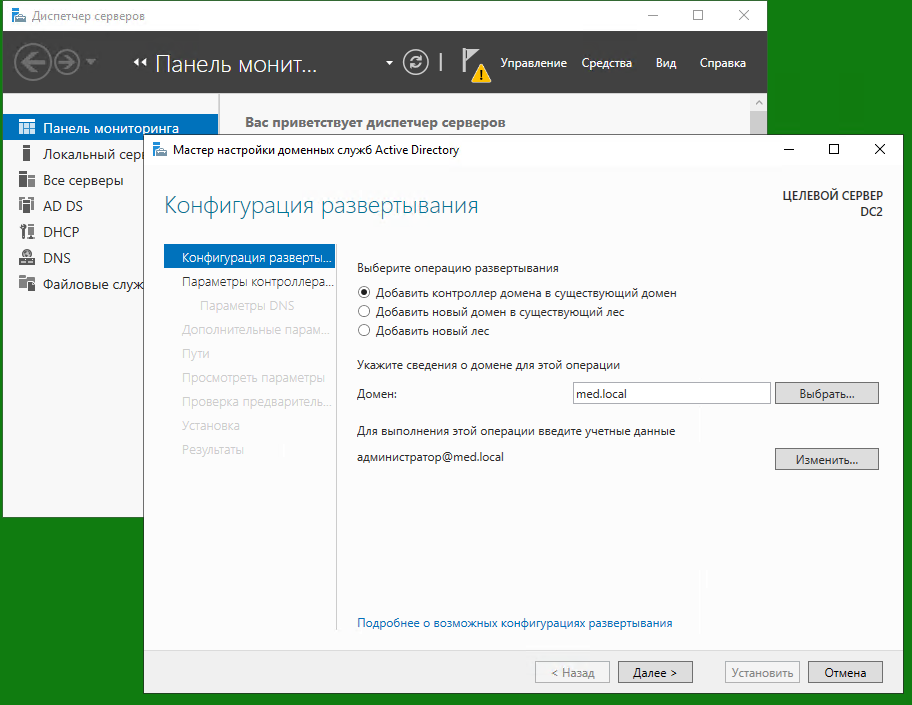 Диспетчер серверов
Панель монит...
Управление Средства Вид Справка
Панель мониторинга
Локальный сер
Все серверы
AD DS
DHCP
DNS
Файловые служ
Вас приветствует диспетчер серверов
Мастер настройки доменных служб Active Directory
Конфигурация развертывания
ЦЕЛЕВОЙ СЕРВЕР
DC2
Конфигурация разверты...
Параметры контроллера...
Параметры DNS
Дополнительные парам...
Пути
Просмотреть параметры
Проверка предваритель...
Установка
Результаты
Выберите операцию развертывания
Добавить контроллер домена в существующий домен
Добавить новый домен в существующий лес
Добавить новый лес
Укажите сведения о домене для этой операции
Домен: med.local Выбрать...
Для выполнения этой операции введите учетные данные
администратор@med.local Изменить...
Подробнее о возможных конфигурациях развертывания
< Назад Далее > Установить Отмена